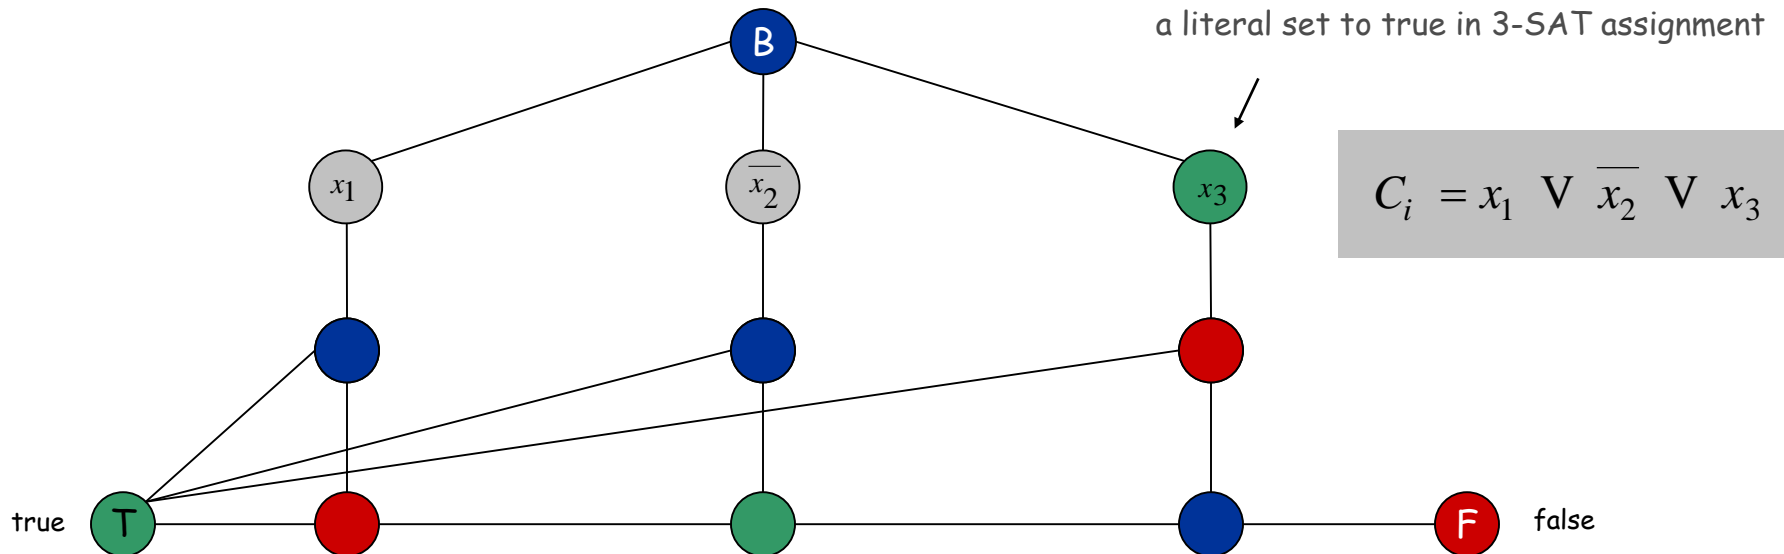 a literal set to true in 3-SAT assignment
B
x₁
x̅₂
x₃
Cᵢ = x₁ V x̅₂ V x₃
true
T
F
false